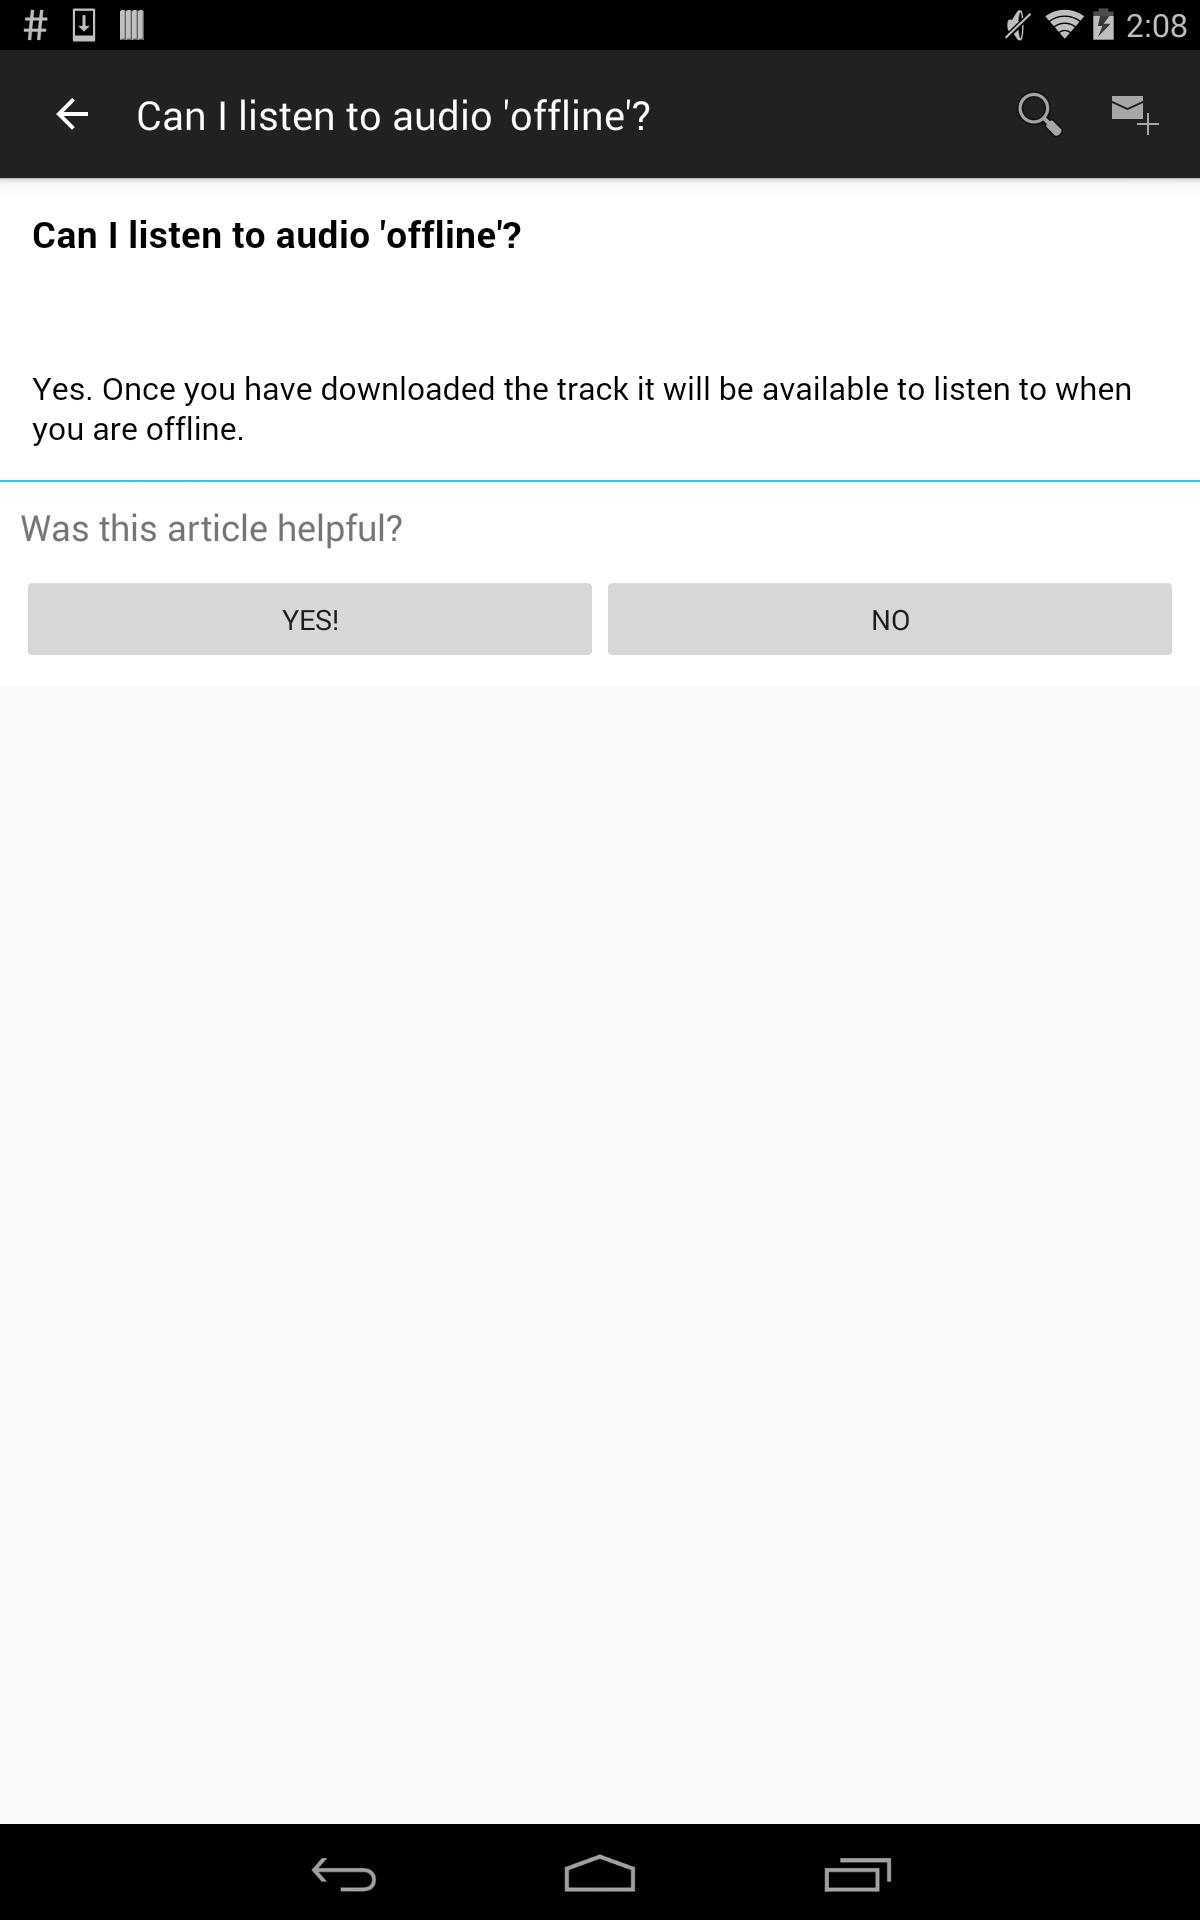 2:08
Can I listen to audio 'offline'?
Can I listen to audio 'offline'?
Yes. Once you have downloaded the track it will be available to listen to when
you are offline.
Was this article helpful?
YES!
NO